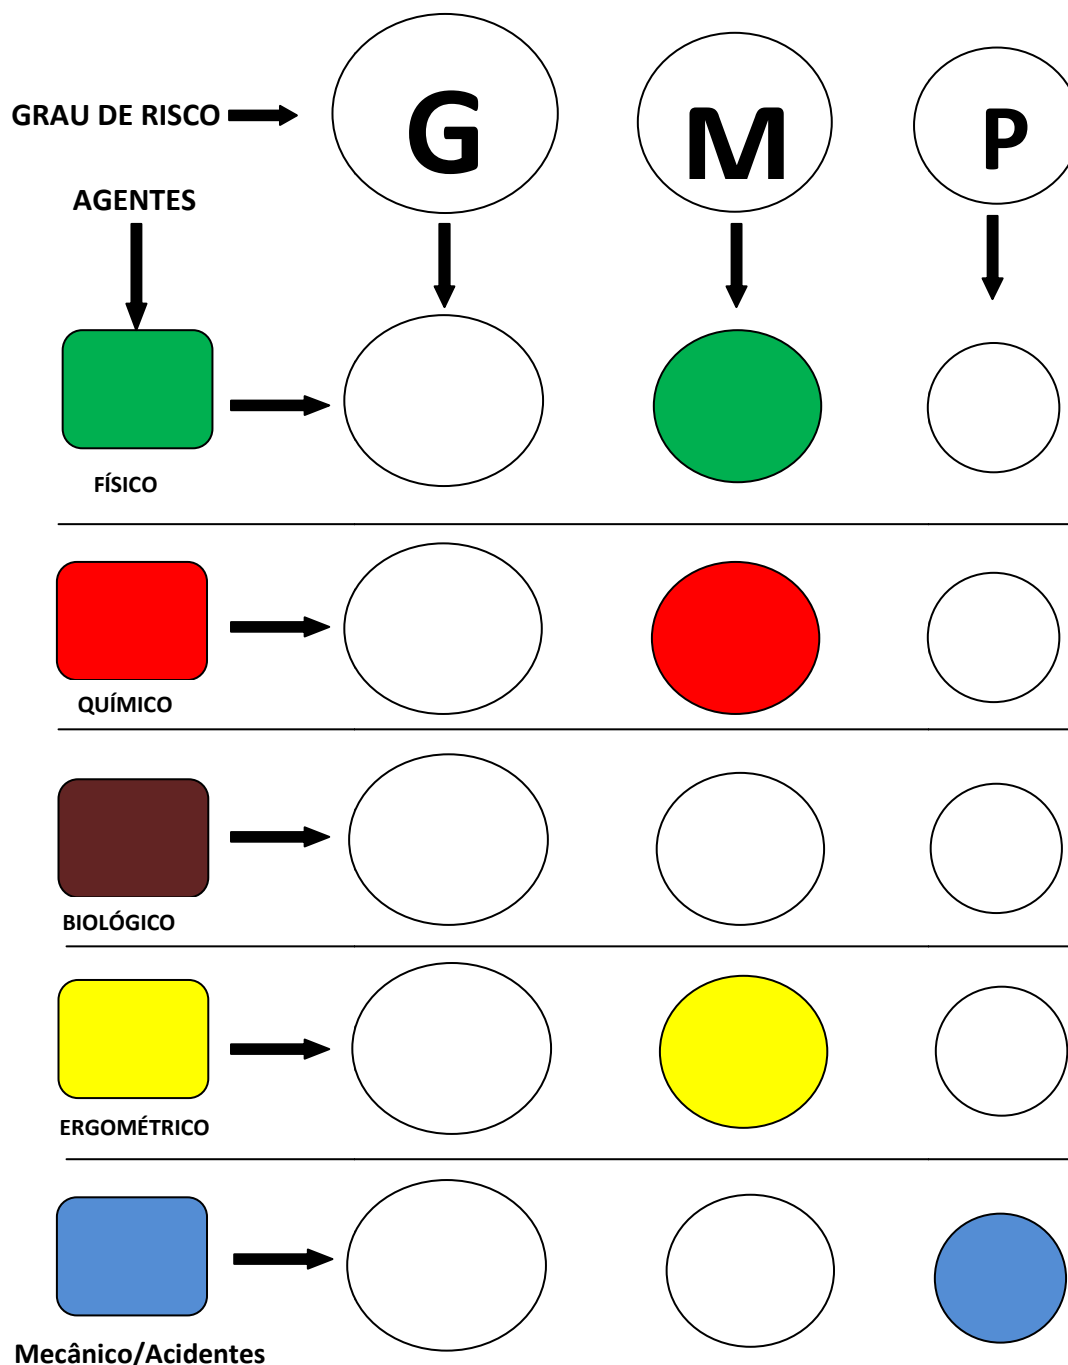 GRAU DE RISCO
G
M
P
AGENTES
FÍSICO
QUÍMICO
BIOLÓGICO
ERGOMÉTRICO
Mecânico/Acidentes